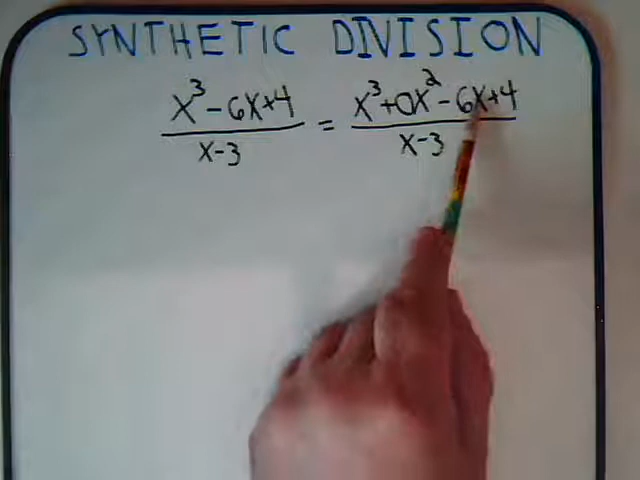 SYNTHETIC DIVISION
x³-6x+4 / x-3 = x³+0x²-6x+4 / x-3